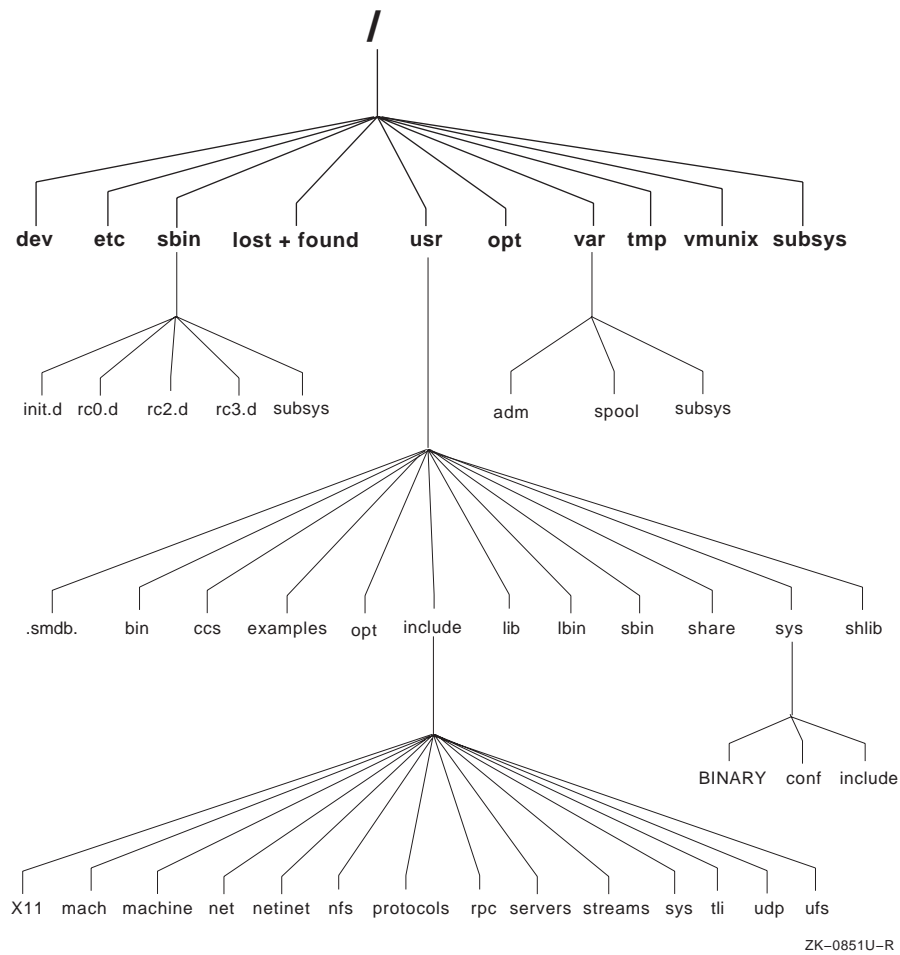 /
dev etc sbin lost + found usr opt var tmp vmunix subsys
init.d rc0.d rc2.d rc3.d subsys
adm spool subsys
.smdb. bin ccs examples opt include lib lbin sbin share sys shlib
BINARY conf include
X11 mach machine net netinet nfs protocols rpc servers streams sys tli udp ufs
ZK−0851U−R